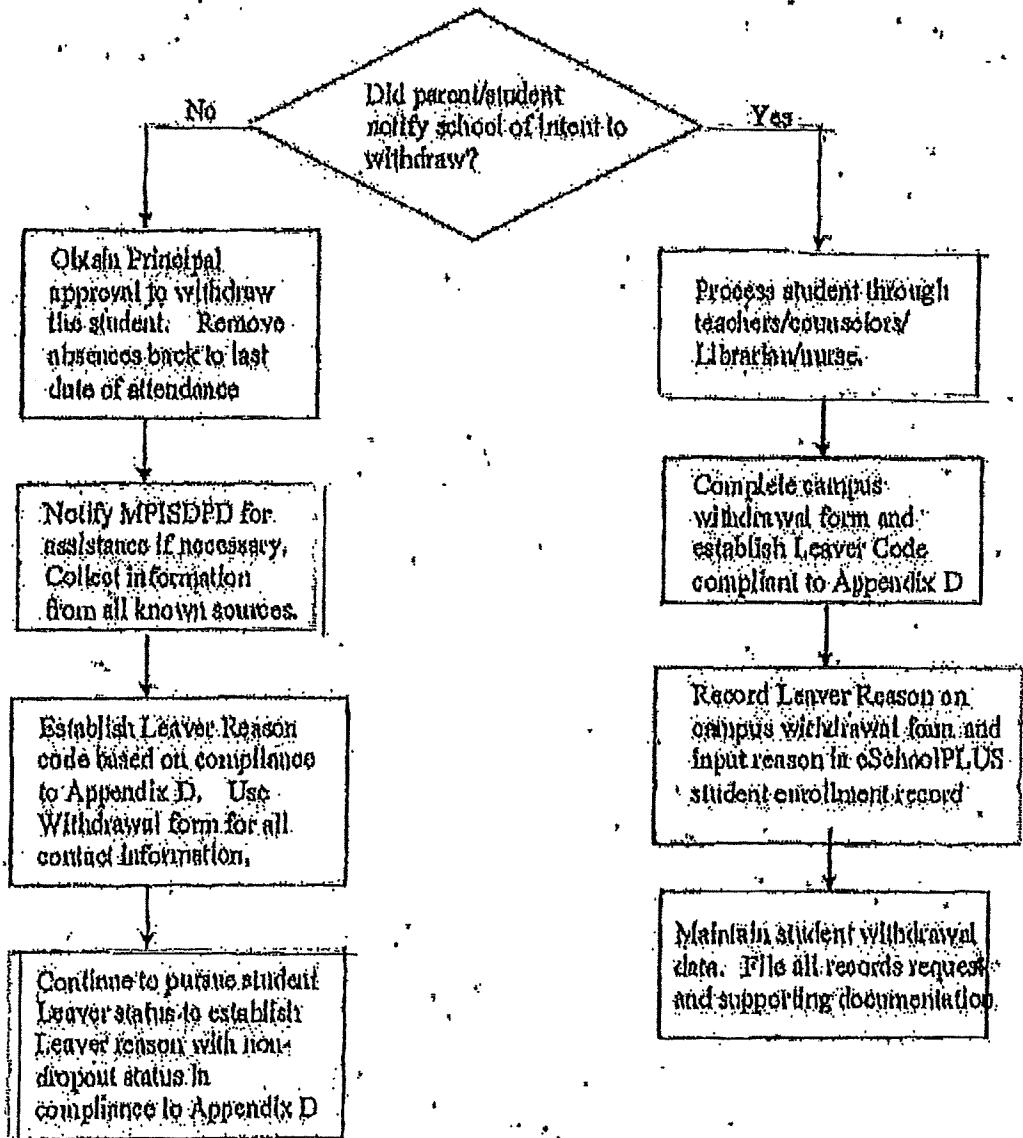 Did parent/student
notify school of intent to
withdraw?
No
Yes
Obtain Principal
approval to withdraw
the student. Remove
absences back to last
date of attendance
Notify MPISDPD for
assistance if necessary.
Collect information
from all known sources.
Establish Leaver Reason
code based on compliance
to Appendix D. Use
Withdrawal form for all
contact information.
Continue to pursue student
Leaver status to establish
Leaver reason with non-
dropout status in
compliance to Appendix D
Process student through
teachers/counselors/
Librarian/nurse.
Complete campus
withdrawal form and
establish Leaver Code
compliant to Appendix D
Record Leaver Reason on
campus withdrawal form and
input reason in eSchoolPLUS
student enrollment record
Maintain student withdrawal
data. File all records request
and supporting documentation